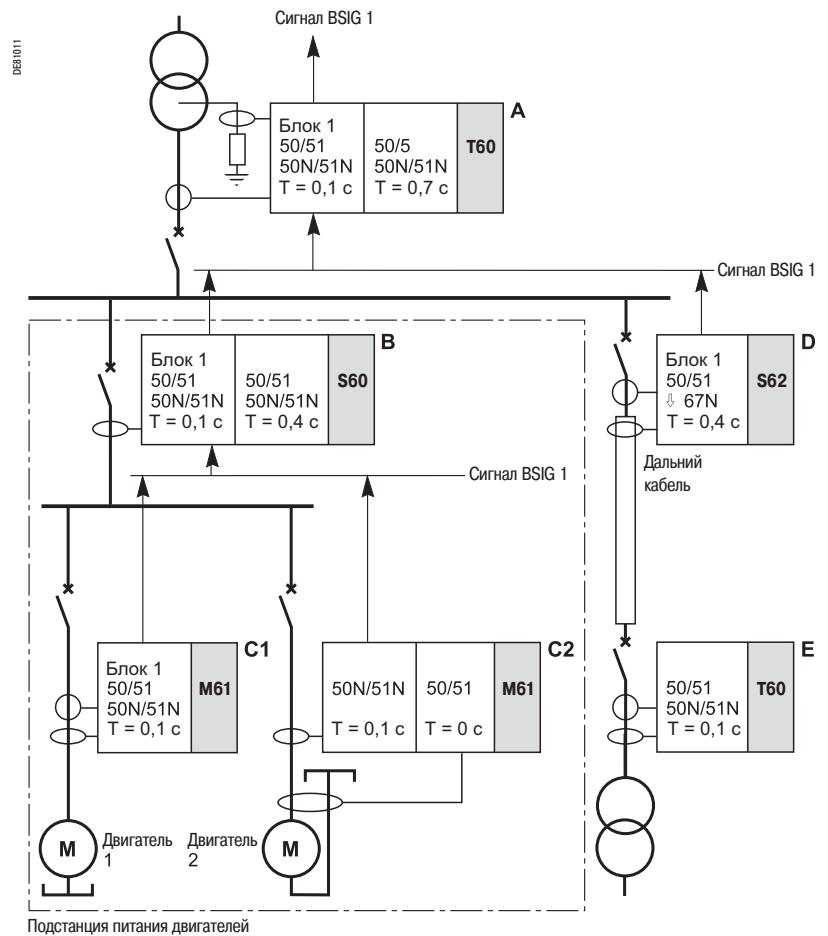 Сигнал BSIG 1
DE81011
A
Блок 1
50/51
50N/51N
T = 0,1 с
50/5
50N/51N
T = 0,7 с
T60
Сигнал BSIG 1
B
Блок 1
50/51
50N/51N
T = 0,1 с
50/51
50N/51N
T = 0,4 с
S60
D
Блок 1
50/51
⇩ 67N
T = 0,4 с
S62
Сигнал BSIG 1
Дальний
кабель
C1
Блок 1
50/51
50N/51N
T = 0,1 с
M61
C2
50N/51N
T = 0,1 с
50/51
T = 0 с
M61
E
50/51
50N/51N
T = 0,1 с
T60
M
Двигатель
1
Двигатель
2
M
Подстанция питания двигателей